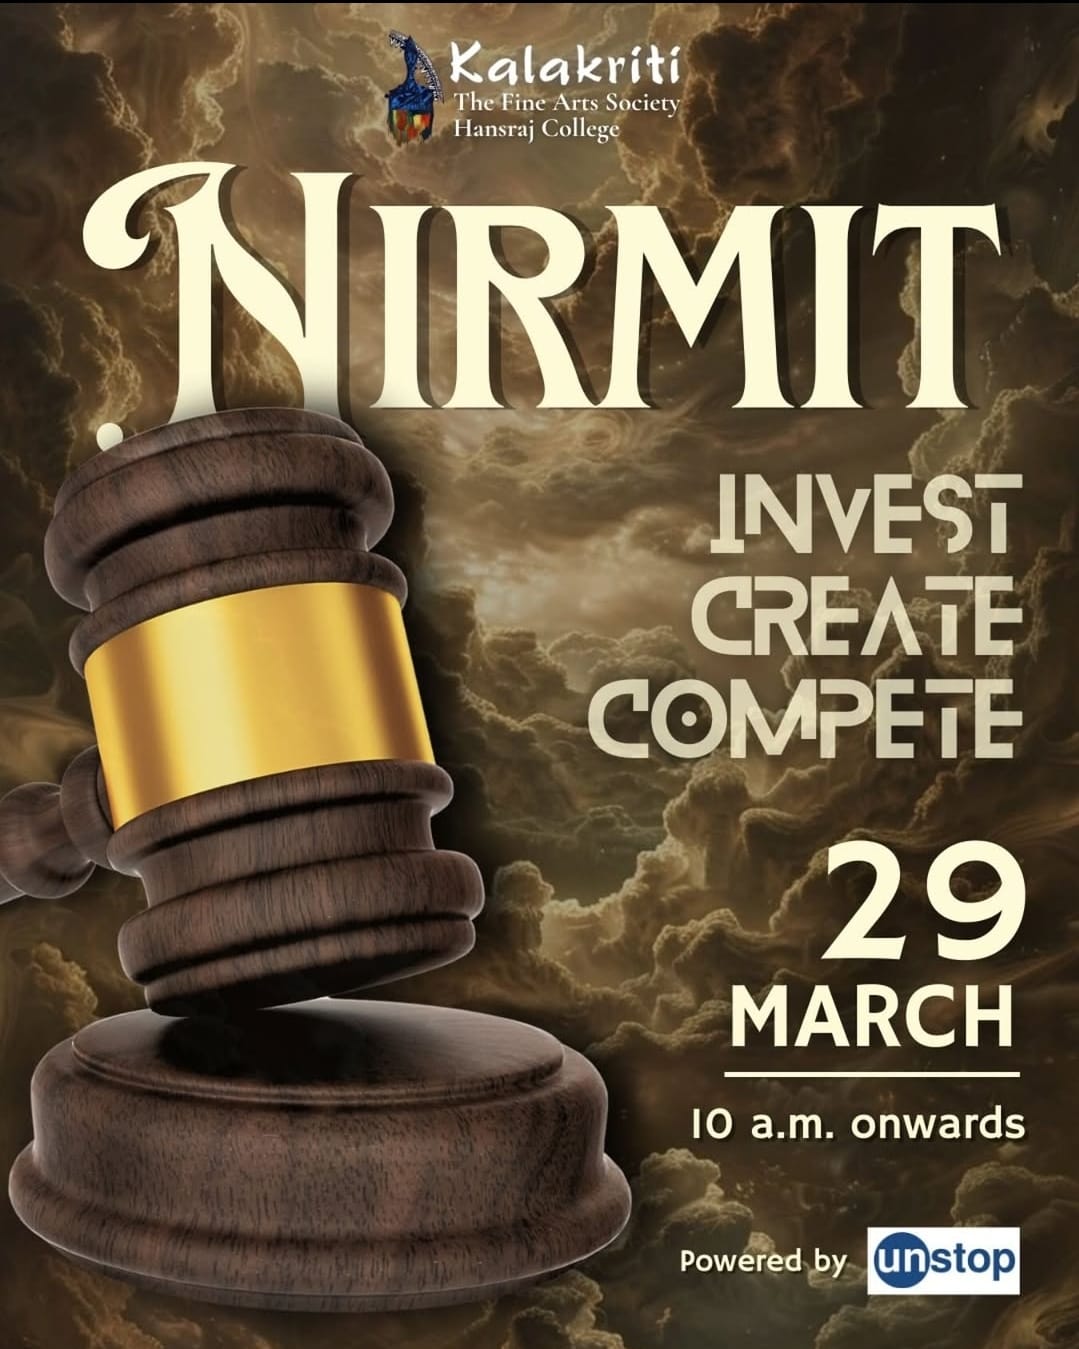 Kalakriti
The Fine Arts Society
Hansraj College
NIRMIT
INVEST
CREATE
COMPETE
29
MARCH
10 a.m. onwards
Powered by unstop